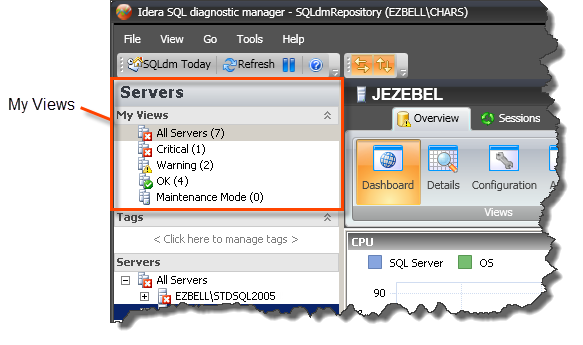 Idera SQL diagnostic manager - SQLdmRepository (EZBELL\CHARS)
File View Go Tools Help
SQLdm Today Refresh
Servers
JEZEBEL
My Views
My Views
Overview Sessions
All Servers (7)
Critical (1)
Warning (2)
OK (4)
Maintenance Mode (0)
Dashboard Details Configuration
Views
Tags
< Click here to manage tags >
CPU
Servers
SQL Server OS
All Servers
EZBELL\STDSQL2005
90